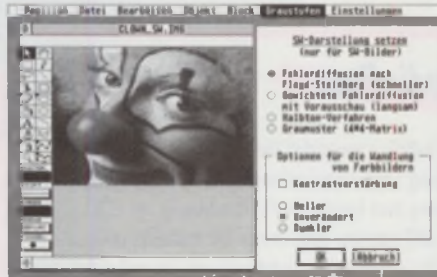 Papillon Datei Bearbeiten Objekt Block Graustufen Einstellungen
CLOWN_SW.IMG
SW-Darstellung setzen
(nur für SW-Bilder)
Fehlerdiffusion nach
Floyd-Steinberg (schneller)
Gewichtete Fehlerdiffusion
mit Vorausschau (langsam)
Halbton-Verfahren
Graumuster (4*4-Matrix)
Optionen für die Wandlung
von Farbbildern
Kontrastverstärkung
Heller
Unverändert
Dunkler
OK
Abbruch